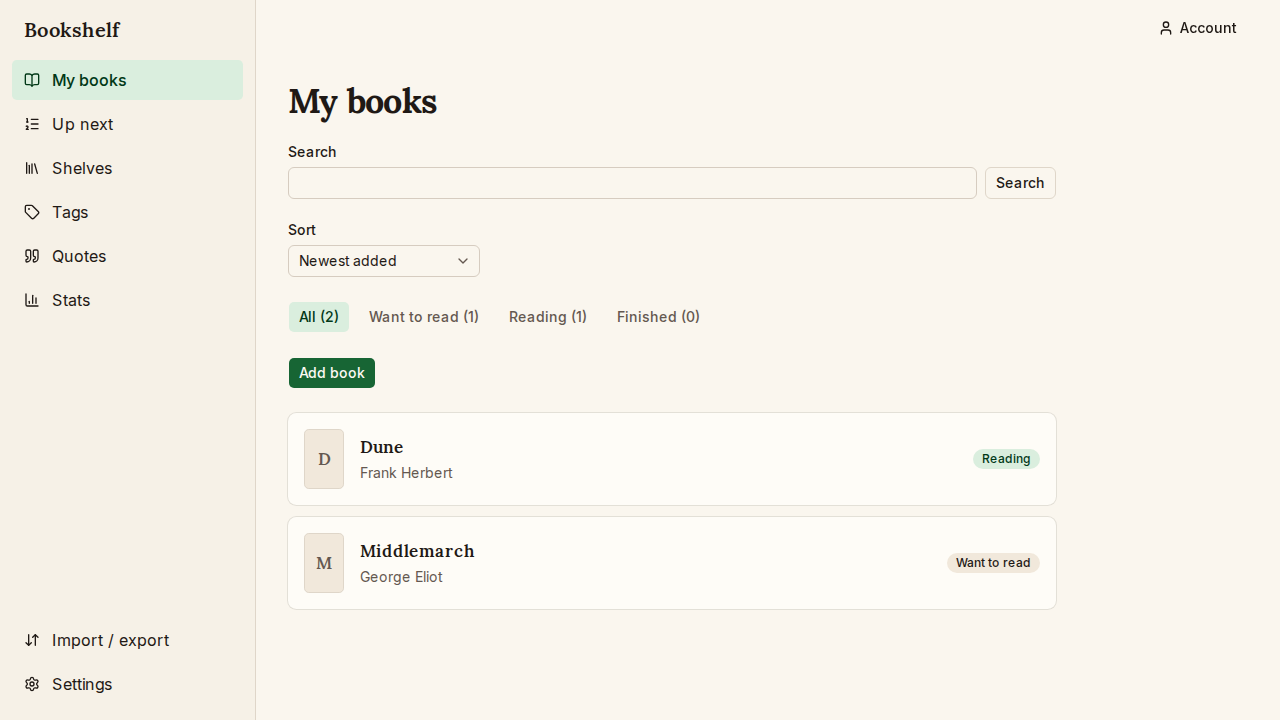 Bookshelf
My books
Up next
Shelves
Tags
Quotes
Stats
Import / export
Settings
Account
My books
Search
Search
Sort
Newest added
All (2) Want to read (1) Reading (1) Finished (0)
Add book
D
Dune
Frank Herbert
Reading
M
Middlemarch
George Eliot
Want to read